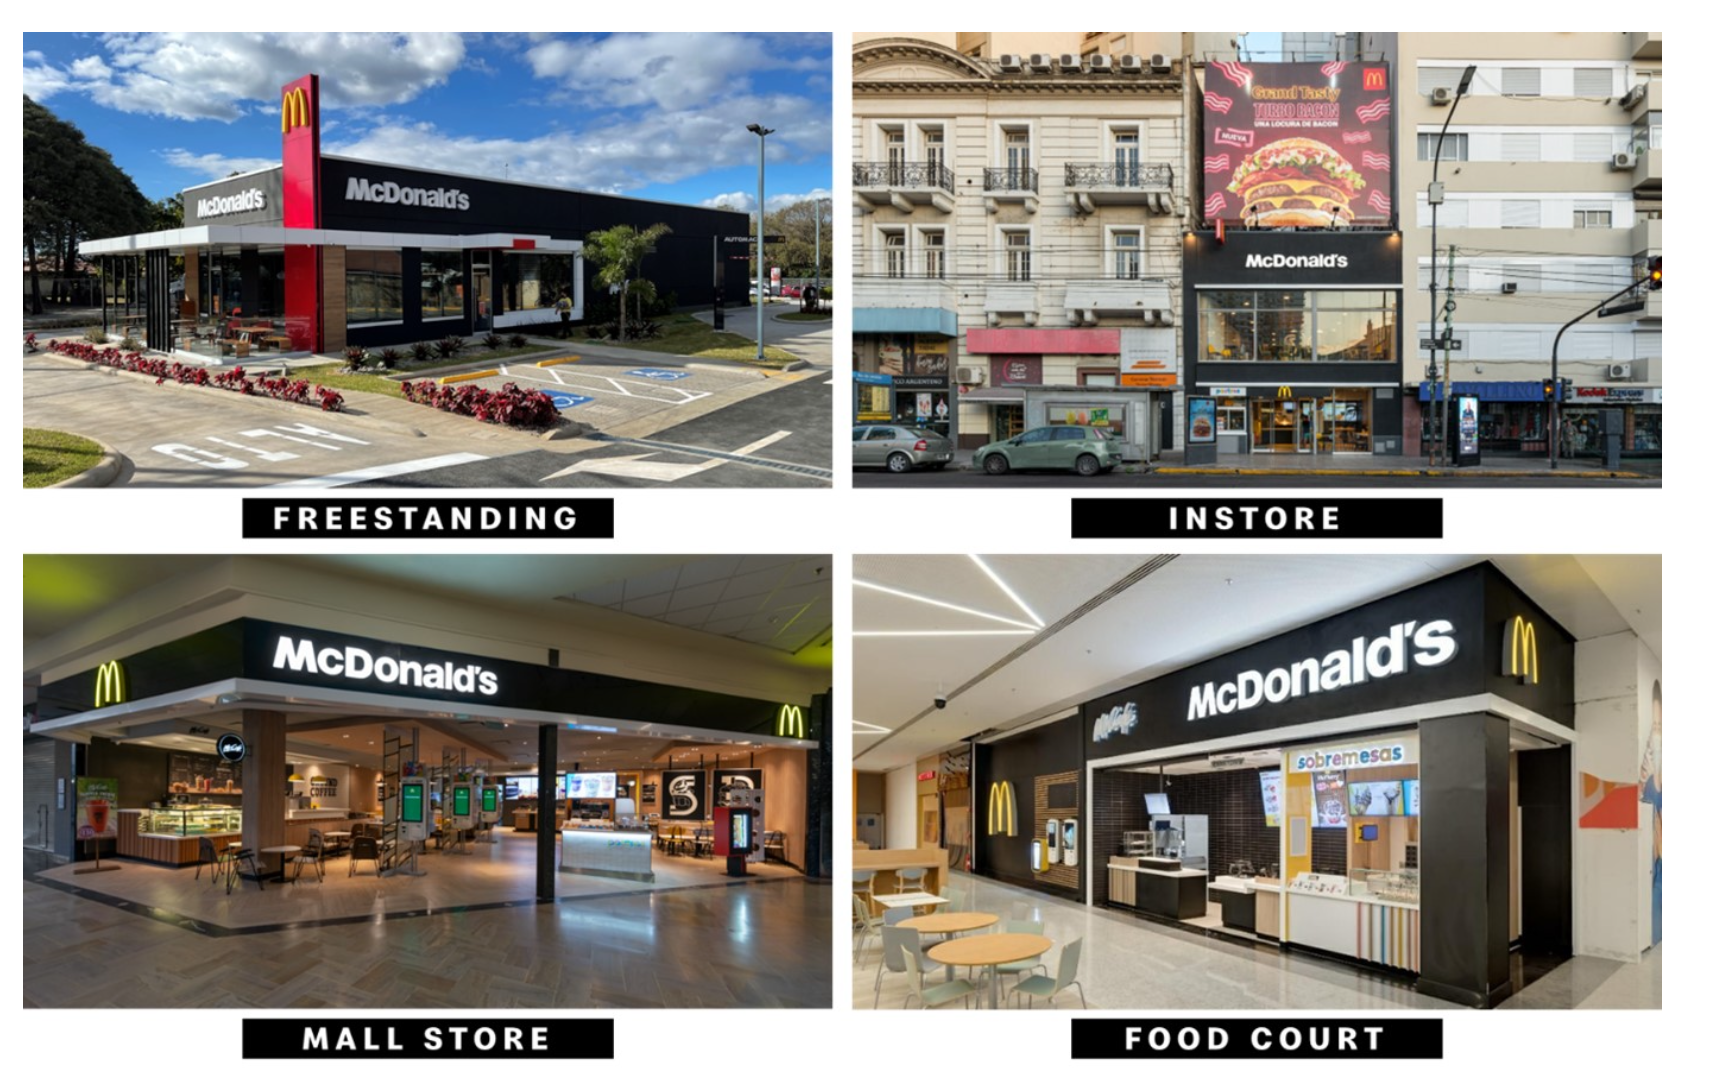 McDonald's
McDonald's
AUTOMAC
FREESTANDING
Grand Tasty
TURBO BACON
UNA LOCURA DE BACON
NUEVA
McDonald's
INSTORE
McDonald's
McCafé
COFFEE
MALL STORE
McDonald's
McCafé
sobremesas
FOOD COURT